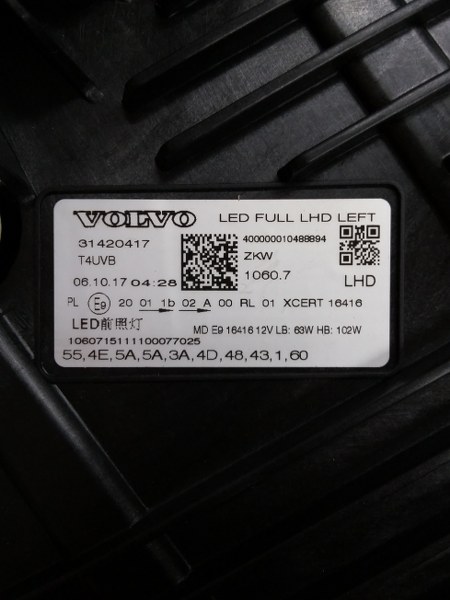 VOLVO LED FULL LHD LEFT
31420417 400000010488894
T4UVB ZKW
06.10.17 04:28 1060.7 LHD
PL E9 20 01 1b 02 A 00 RL 01 XCERT 16416
LED前照灯 MD E9 16416 12V LB: 63W HB: 102W
1060715111100077025
55,4E,5A,5A,3A,4D,48,43,1,60